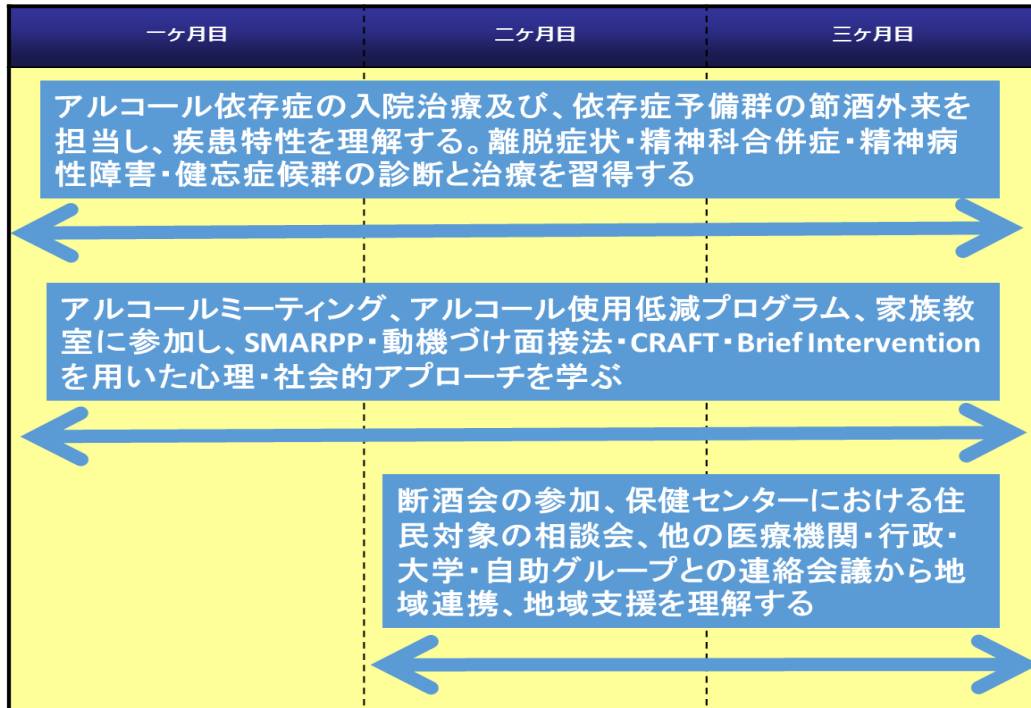 一ヶ月目
二ヶ月目
三ヶ月目
アルコール依存症の入院治療及び、依存症予備群の節酒外来を
担当し、疾患特性を理解する。離脱症状・精神科合併症・精神病
性障害・健忘症候群の診断と治療を習得する
アルコールミーティング、アルコール使用低減プログラム、家族教
室に参加し、SMARPP・動機づけ面接法・CRAFT・Brief Intervention
を用いた心理・社会的アプローチを学ぶ
断酒会の参加、保健センターにおける住
民対象の相談会、他の医療機関・行政・
大学・自助グループとの連絡会議から地
域連携、地域支援を理解する